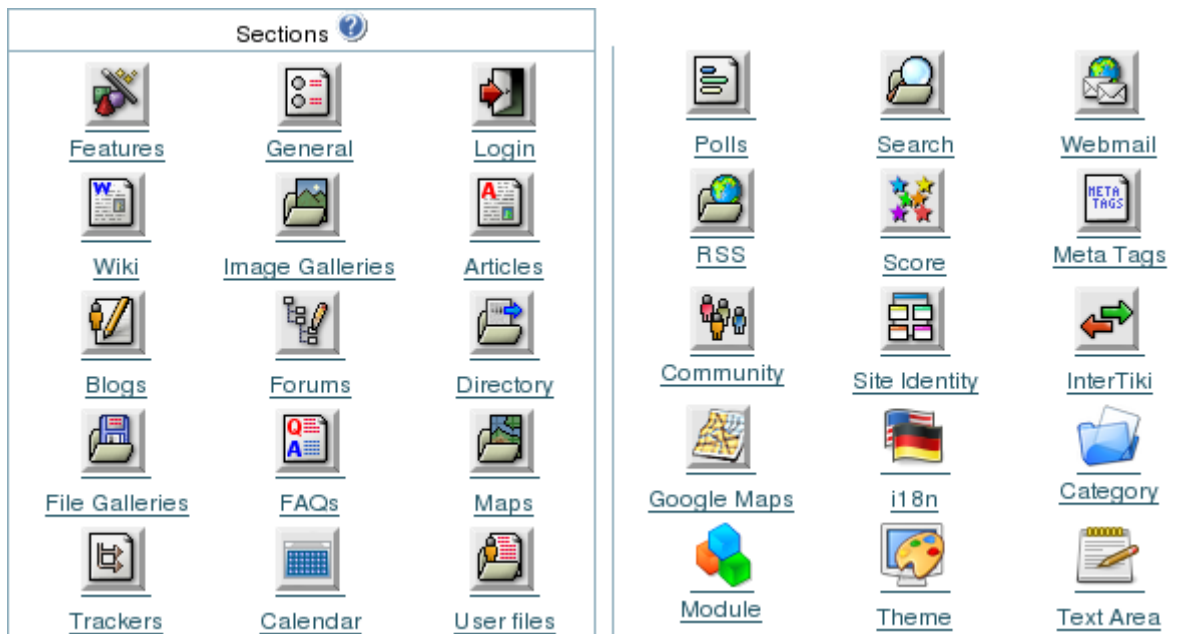 Sections ?
Features General Login
Wiki Image Galleries Articles
Blogs Forums Directory
File Galleries FAQs Maps
Trackers Calendar User files
Polls Search Webmail
META TAGS
RSS Score Meta Tags
Community Site Identity InterTiki
Google Maps i18n Category
Module Theme Text Area
W
A
Q
A